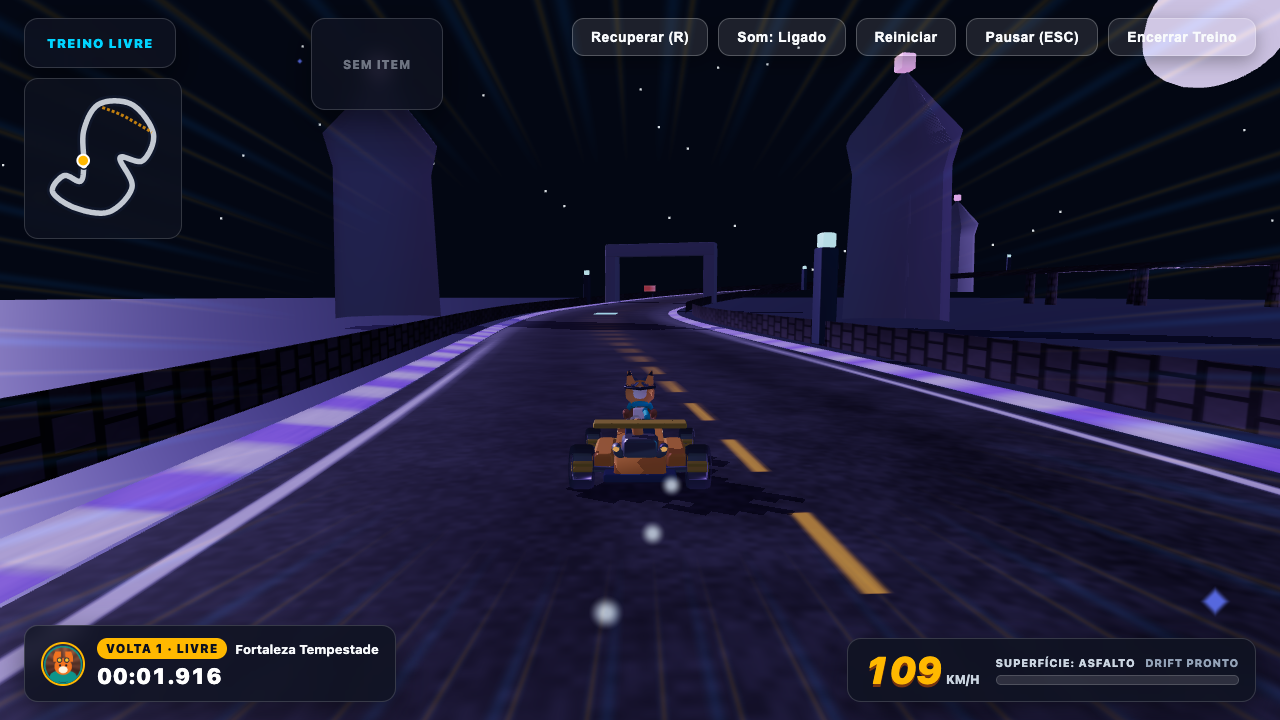 TREINO LIVRE
SEM ITEM
Recuperar (R)
Som: Ligado
Reiniciar
Pausar (ESC)
Encerrar Treino
VOLTA 1 · LIVRE
Fortaleza Tempestade
00:01.916
109 KM/H
SUPERFÍCIE: ASFALTO
DRIFT PRONTO